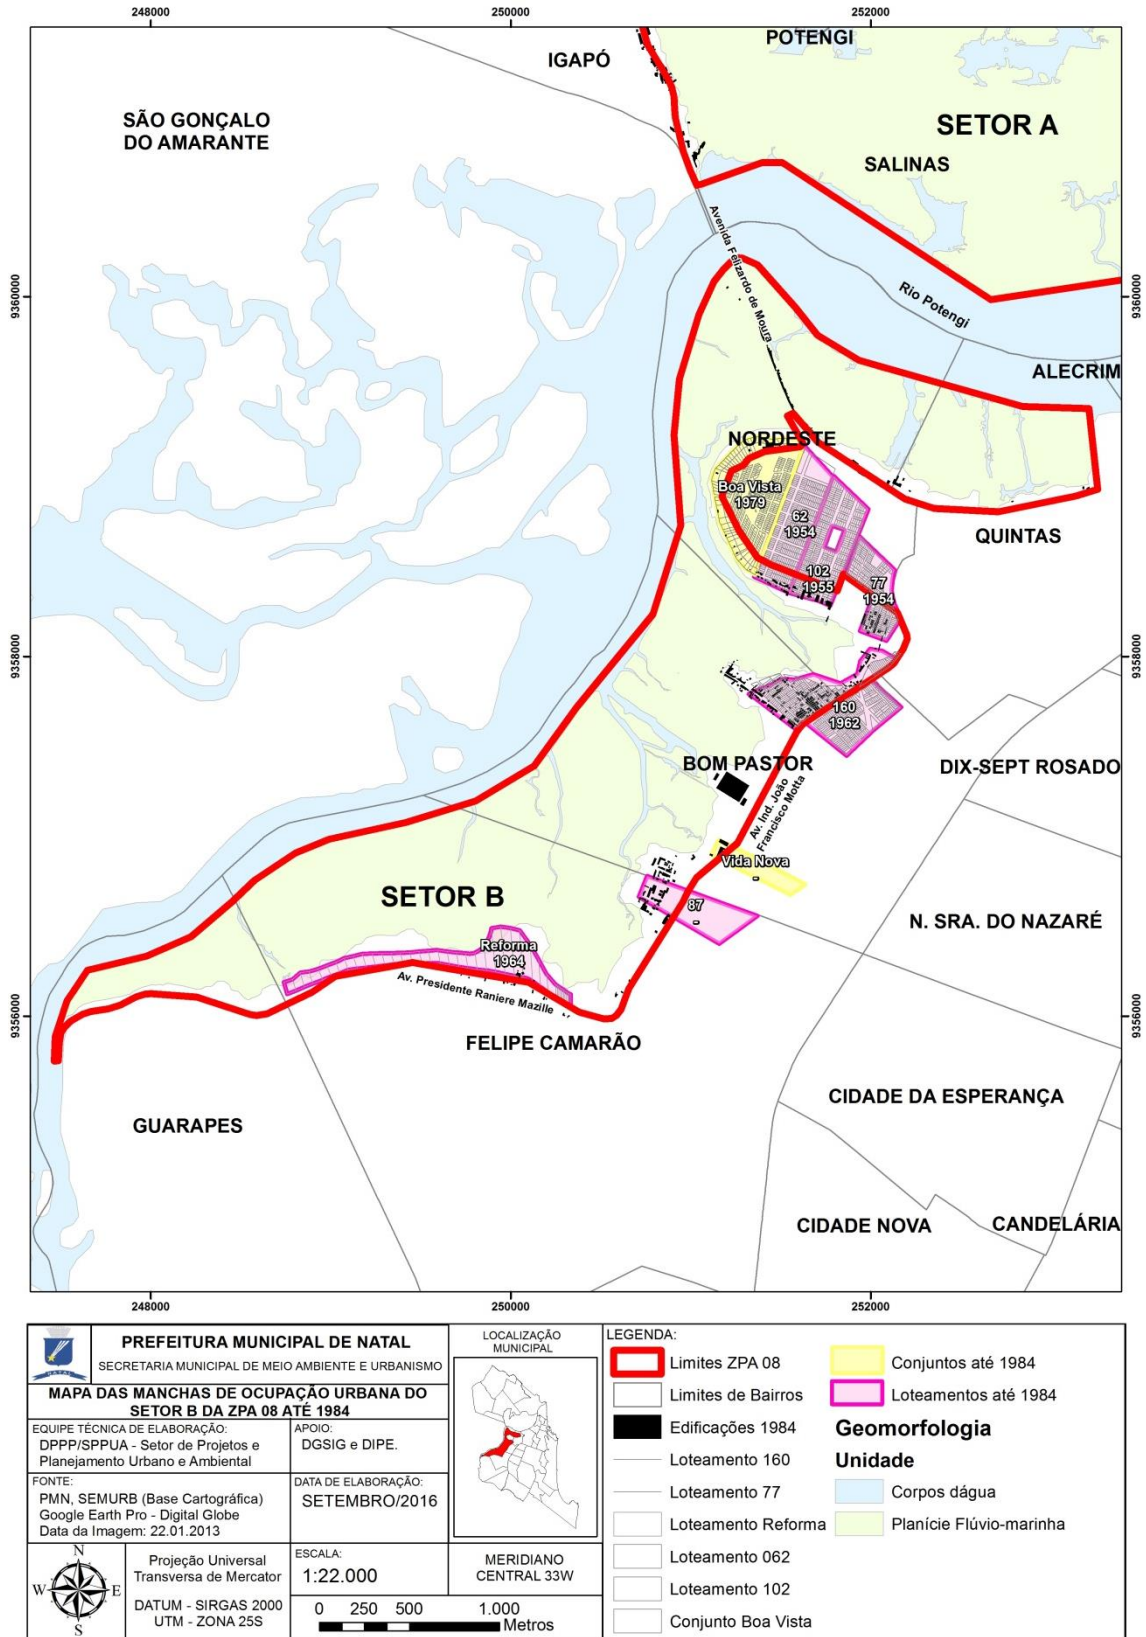 248000
250000
252000
POTENGI
IGAPÓ
SÃO GONÇALO
DO AMARANTE
SETOR A
SALINAS
Avenida Felizardo de Moura
9360000
9360000
Rio Potengi
ALECRIM
NORDESTE
Boa Vista
1979
62
1954
QUINTAS
102
1955
77
1954
9358000
9358000
160
1962
BOM PASTOR
DIX-SEPT ROSADO
Av. Ind. João
Francisco Motta
Vida Nova
SETOR B
87
N. SRA. DO NAZARÉ
Reforma
1964
Av. Presidente Raniere Mazille
9356000
9356000
FELIPE CAMARÃO
CIDADE DA ESPERANÇA
GUARAPES
CIDADE NOVA
CANDELÁRIA
248000
250000
252000
NATAL
PREFEITURA MUNICIPAL DE NATAL
SECRETARIA MUNICIPAL DE MEIO AMBIENTE E URBANISMO
MAPA DAS MANCHAS DE OCUPAÇÃO URBANA DO
SETOR B DA ZPA 08 ATÉ 1984
EQUIPE TÉCNICA DE ELABORAÇÃO:
DPPP/SPPUA - Setor de Projetos e
Planejamento Urbano e Ambiental
APOIO:
DGSIG e DIPE.
FONTE:
PMN, SEMURB (Base Cartográfica)
Google Earth Pro - Digital Globe
Data da Imagem: 22.01.2013
DATA DE ELABORAÇÃO:
SETEMBRO/2016
N
W
E
S
Projeção Universal
Transversa de Mercator
DATUM - SIRGAS 2000
UTM - ZONA 25S
ESCALA:
1:22.000
MERIDIANO
CENTRAL 33W
0 250 500 1.000
Metros
LOCALIZAÇÃO
MUNICIPAL
LEGENDA:
Limites ZPA 08
Limites de Bairros
Edificações 1984
Loteamento 160
Loteamento 77
Loteamento Reforma
Loteamento 062
Loteamento 102
Conjunto Boa Vista
Conjuntos até 1984
Loteamentos até 1984
Geomorfologia
Unidade
Corpos dágua
Planície Flúvio-marinha